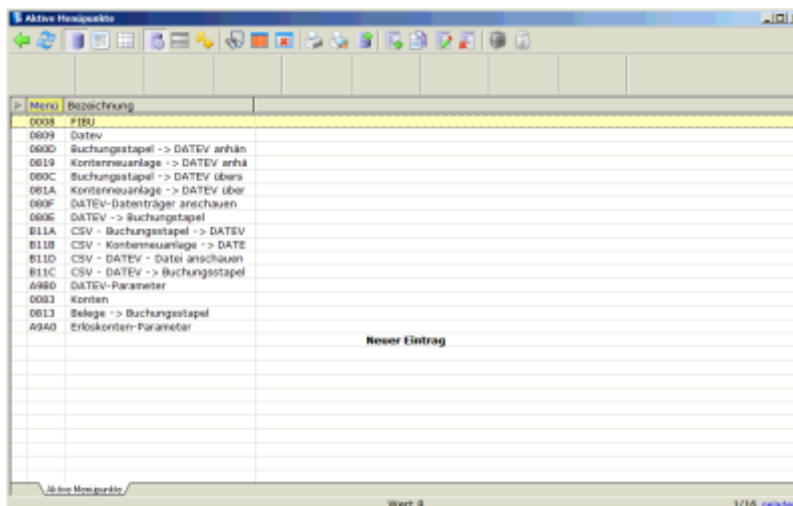 Aktive Menüpunkte
> Menü Bezeichnung
0008 FIBU
0809 Datev
080D Buchungsstapel -> DATEV anhän
0819 Kontenneuanlage -> DATEV anhä
080C Buchungsstapel -> DATEV übers
081A Kontenneuanlage -> DATEV über
080F DATEV-Datenträger anschauen
080E DATEV -> Buchungstapel
B11A CSV - Buchungsstapel -> DATEV
B11B CSV - Kontenneuanlage -> DATE
B11D CSV - DATEV - Datei anschauen
B11C CSV - DATEV -> Buchungsstapel
A9B0 DATEV-Parameter
0083 Konten
0813 Belege -> Buchungsstapel
A9A0 Erlöskonten-Parameter
Neuer Eintrag
Aktive Menüpunkte
Wert 8 1/16 geladen